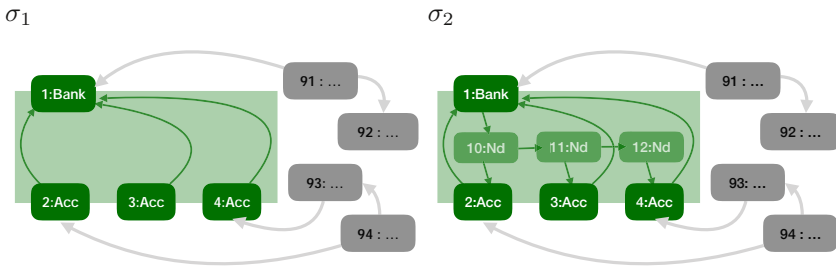 σ1 σ2
91 : ... 91 : ...
1:Bank 1:Bank
92 : ... 92 : ...
10:Nd 11:Nd 12:Nd
93: ... 93: ...
2:Acc 3:Acc 4:Acc 2:Acc 3:Acc 4:Acc
94 : ... 94 : ...